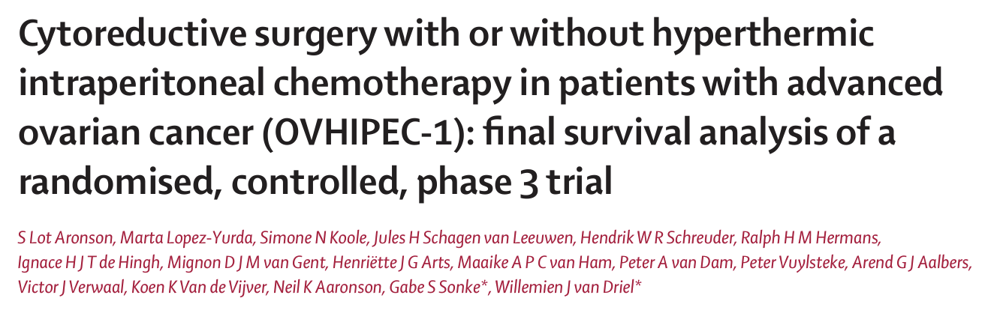 Cytoreductive surgery with or without hyperthermic
intraperitoneal chemotherapy in patients with advanced
ovarian cancer (OVHIPEC-1): final survival analysis of a
randomised, controlled, phase 3 trial
S Lot Aronson, Marta Lopez-Yurda, Simone N Koole, Jules H Schagen van Leeuwen, Hendrik W R Schreuder, Ralph H M Hermans,
Ignace H J T de Hingh, Mignon D J M van Gent, Henriëtte J G Arts, Maaike A P C van Ham, Peter A van Dam, Peter Vuylsteke, Arend G J Aalbers,
Victor J Verwaal, Koen K Van de Vijver, Neil K Aaronson, Gabe S Sonke*, Willemien J van Driel*